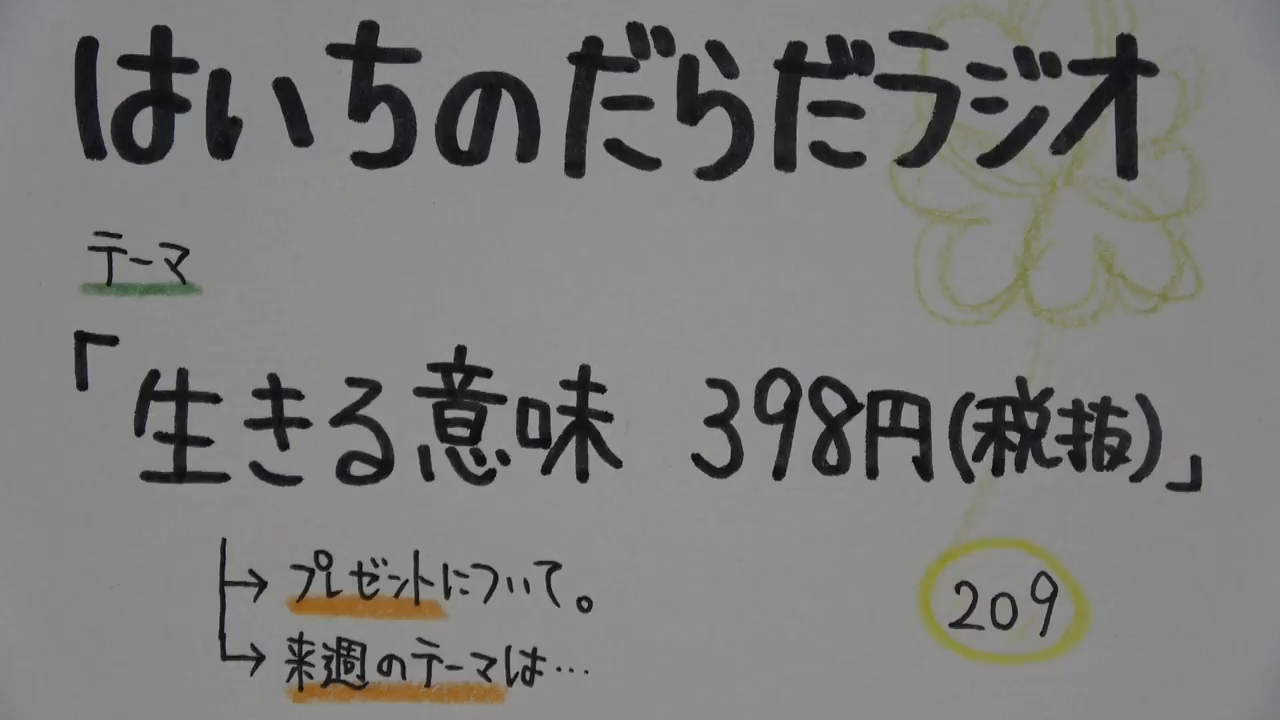 はいちのだらだラジオ
テーマ
「生きる意味 398円(税抜)」
プレゼントについて。
来週のテーマは…
209